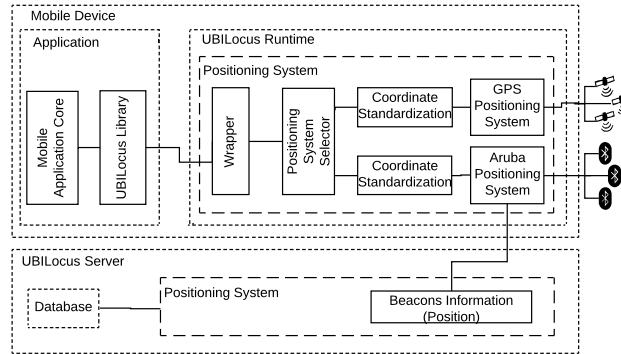 Mobile Device
Application
UBILocus Runtime
Positioning System
Mobile
Application Core
UBILocus Library
Wrapper
Positioning
System
Selector
Coordinate
Standardization
GPS
Positioning
System
Coordinate
Standardization
Aruba
Positioning
System
UBILocus Server
Database
Positioning System
Beacons Information
(Position)